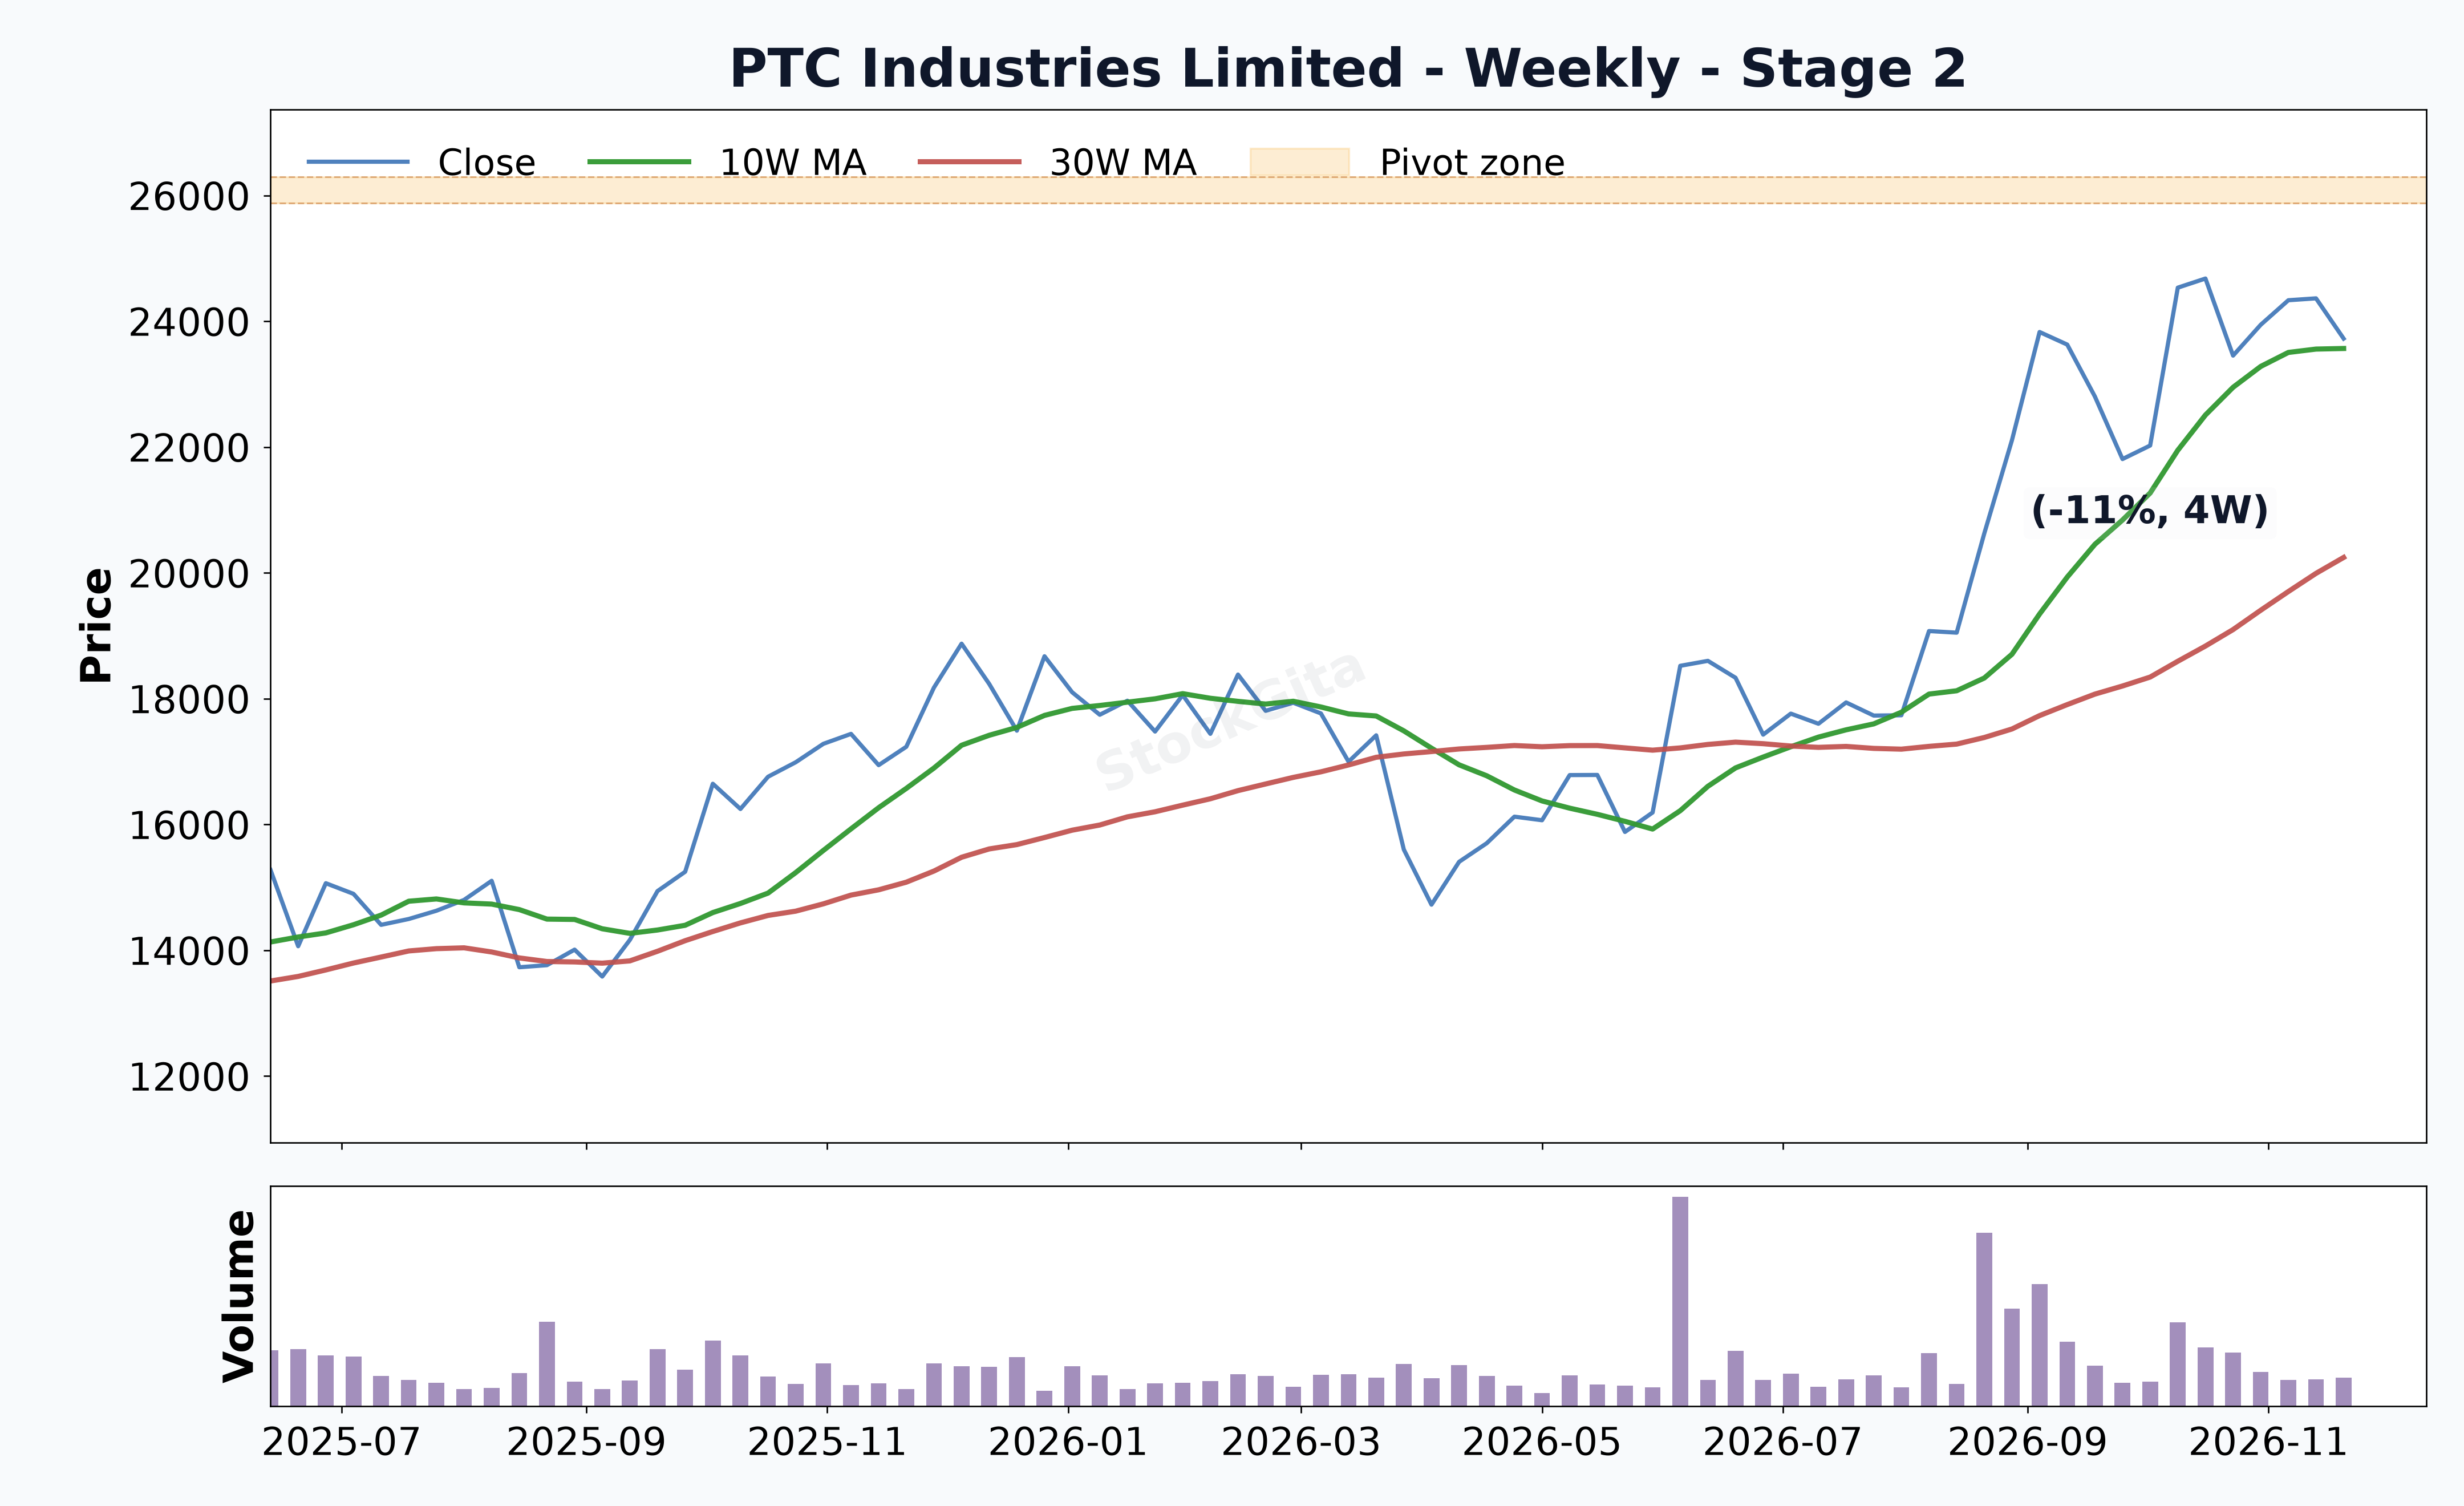 PTC Industries Limited - Weekly - Stage 2
Close 10W MA 30W MA Pivot zone
26000
24000
22000
20000
18000
16000
14000
12000
Price
(-11%, 4W)
StockGita
Volume
2025-07 2025-09 2025-11 2026-01 2026-03 2026-05 2026-07 2026-09 2026-11